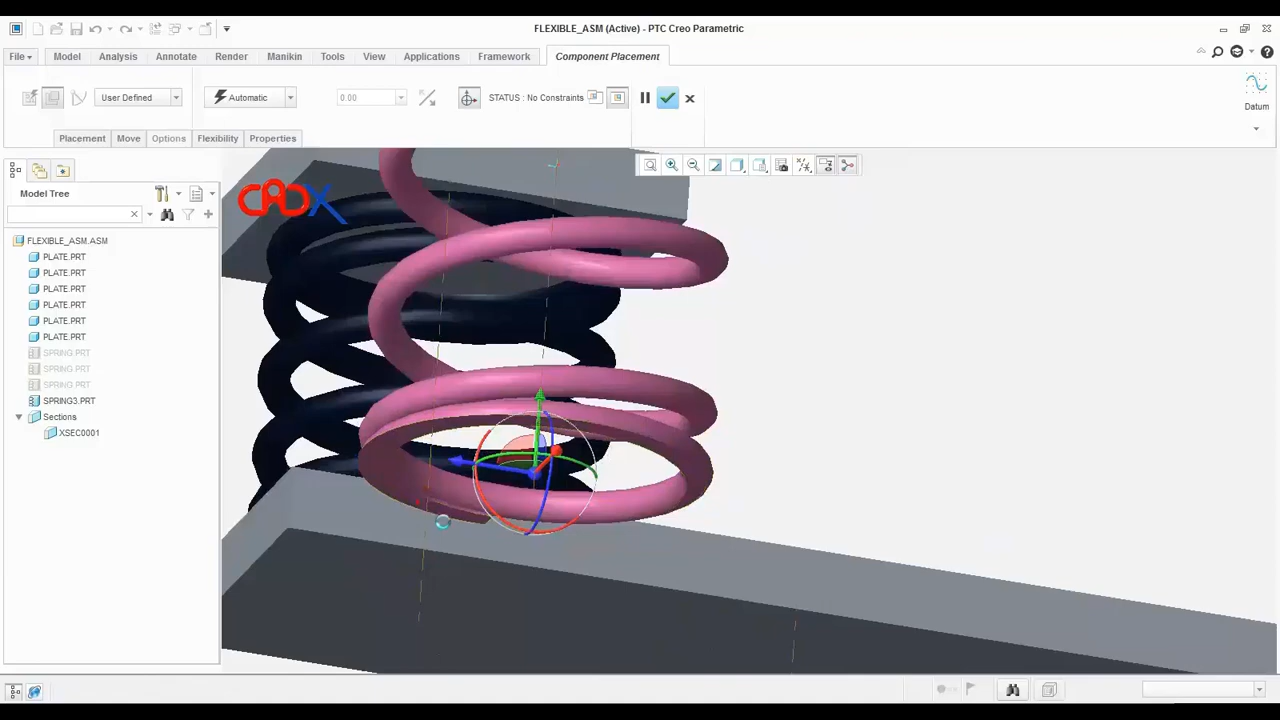 FLEXIBLE_ASM (Active) - PTC Creo Parametric
File Model Analysis Annotate Render Manikin Tools View Applications Framework Component Placement
User Defined Automatic 0.00 STATUS : No Constraints Datum
Placement Move Options Flexibility Properties
Model Tree
CADX
FLEXIBLE_ASM.ASM
PLATE.PRT
PLATE.PRT
PLATE.PRT
PLATE.PRT
PLATE.PRT
PLATE.PRT
SPRING.PRT
SPRING.PRT
SPRING.PRT
SPRING3.PRT
Sections
XSEC0001